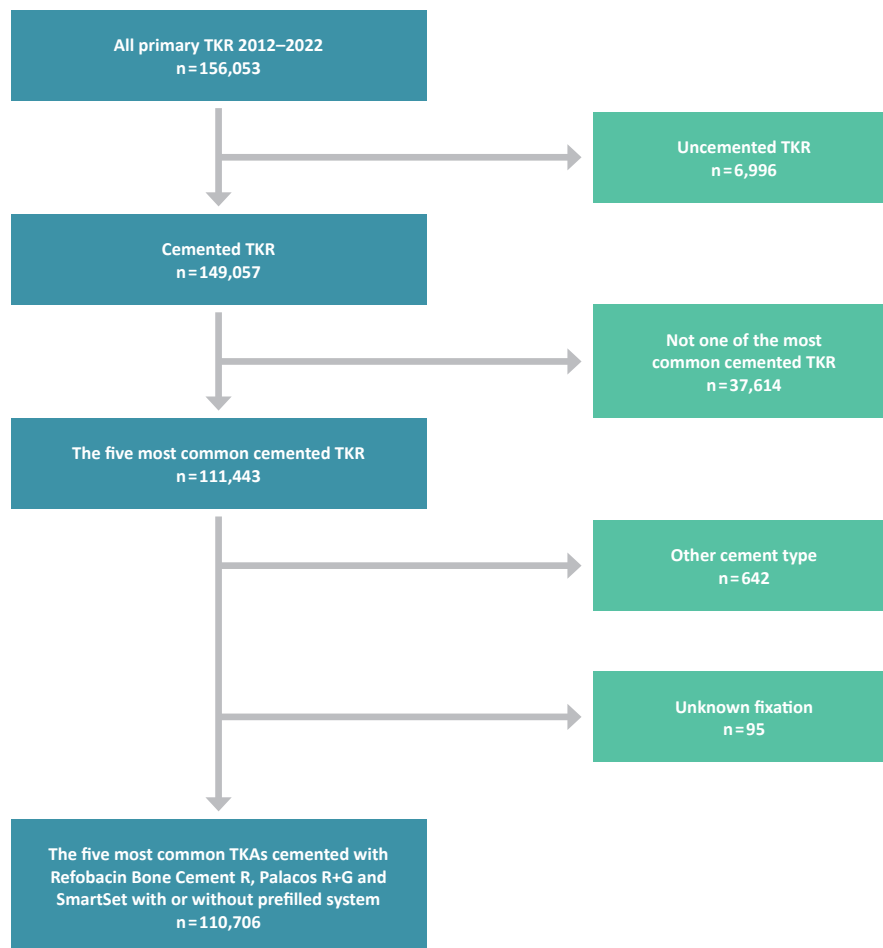 All primary TKR 2012–2022
n=156,053
Uncemented TKR
n=6,996
Cemented TKR
n=149,057
Not one of the most
common cemented TKR
n=37,614
The five most common cemented TKR
n=111,443
Other cement type
n=642
Unknown fixation
n=95
The five most common TKAs cemented with
Refobacin Bone Cement R, Palacos R+G and
SmartSet with or without prefilled system
n=110,706